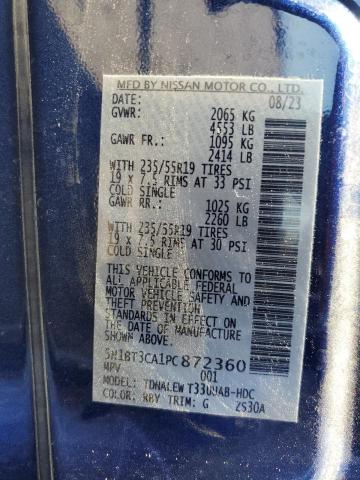 MFD BY NISSAN MOTOR CO., LTD.
DATE: 08/23
GVWR: 2065 KG
4553 LB
GAWR FR.: 1095 KG
2414 LB
WITH 235/55R19 TIRES
19 x 7.5 RIMS AT 33 PSI
COLD SINGLE
GAWR RR.: 1025 KG
2260 LB
WITH 235/55R19 TIRES
19 x 7.5 RIMS AT 30 PSI
COLD SINGLE
THIS VEHICLE CONFORMS TO
ALL APPLICABLE FEDERAL
MOTOR VEHICLE SAFETY AND
THEFT PREVENTION
STANDARDS IN EFFECT ON
THE DATE OF MANUFACTURE
SHOWN ABOVE.
5N1BT3CA1PC872360
MPV 001
MODEL:
COLOR: RBY TRIM: G ZS30A